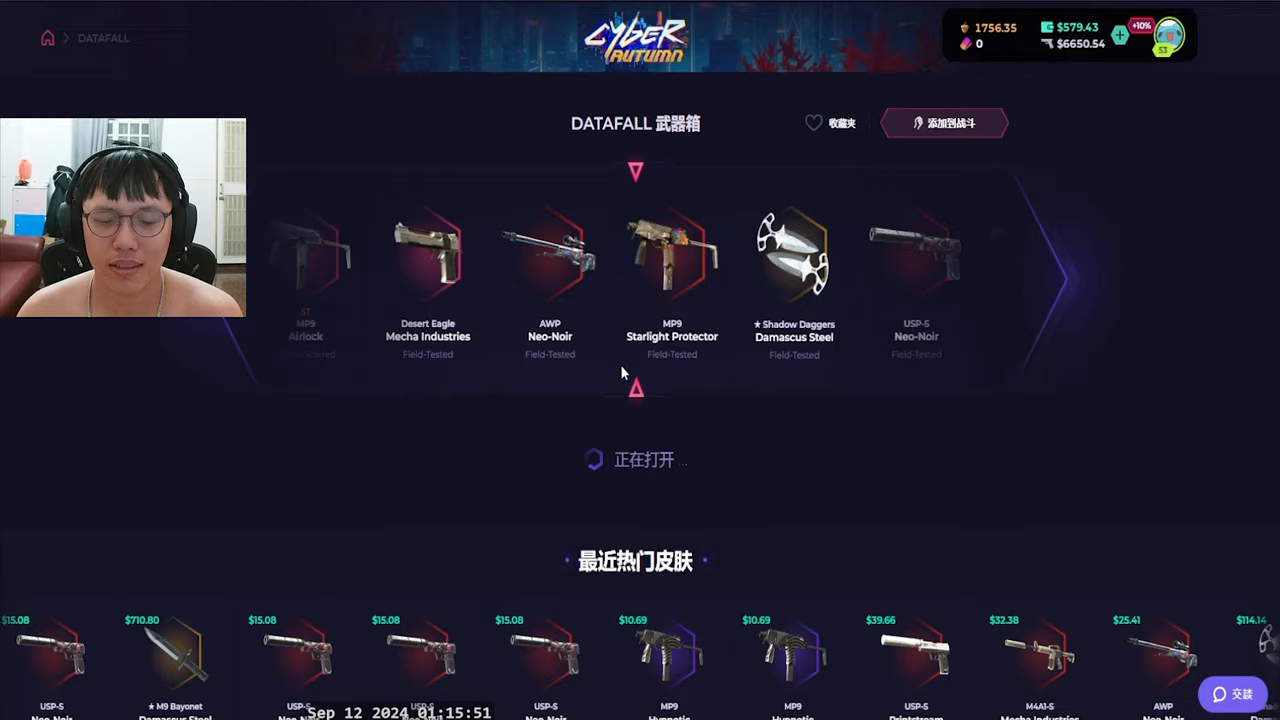 DATAFALL
CYBER
AUTUMN
1756.35
$579.43
0
$6650.54
+10%
53
DATAFALL 武器箱
收藏夹
添加到战斗
ST
MP9
Airlock
Desert Eagle
Mecha Industries
Field-Tested
AWP
Neo-Noir
Field-Tested
MP9
Starlight Protector
Field-Tested
★ Shadow Daggers
Damascus Steel
Field-Tested
USP-S
Neo-Noir
Field-Tested
正在打开 ...
最近热门皮肤
$15.08
$710.80
$15.08
$15.08
$15.08
$10.69
$10.69
$39.66
$32.38
$25.41
$114.14
USP-S
Neo-Noir
★ M9 Bayonet
Damascus Steel
USP-S
USP-S
USP-S
Neo-Noir
MP9
Hypnotic
MP9
Hypnotic
USP-S
Printstream
M4A1-S
Mecha Industries
AWP
Neo-Noir
交談
Sep 12 2024 01:15:51